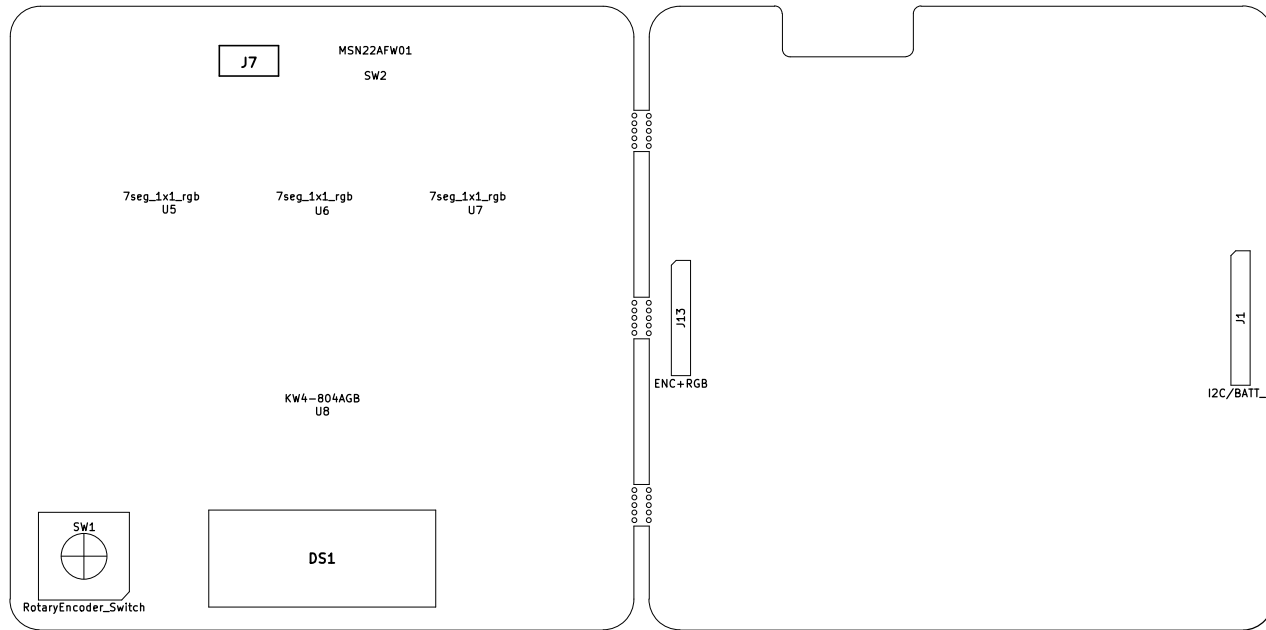 J7
MSN22AFW01
SW2
7seg_1x1_rgb
U5
7seg_1x1_rgb
U6
7seg_1x1_rgb
U7
J13
ENC+RGB
J1
I2C/BATT_
KW4-804AGB
U8
SW1
RotaryEncoder_Switch
DS1